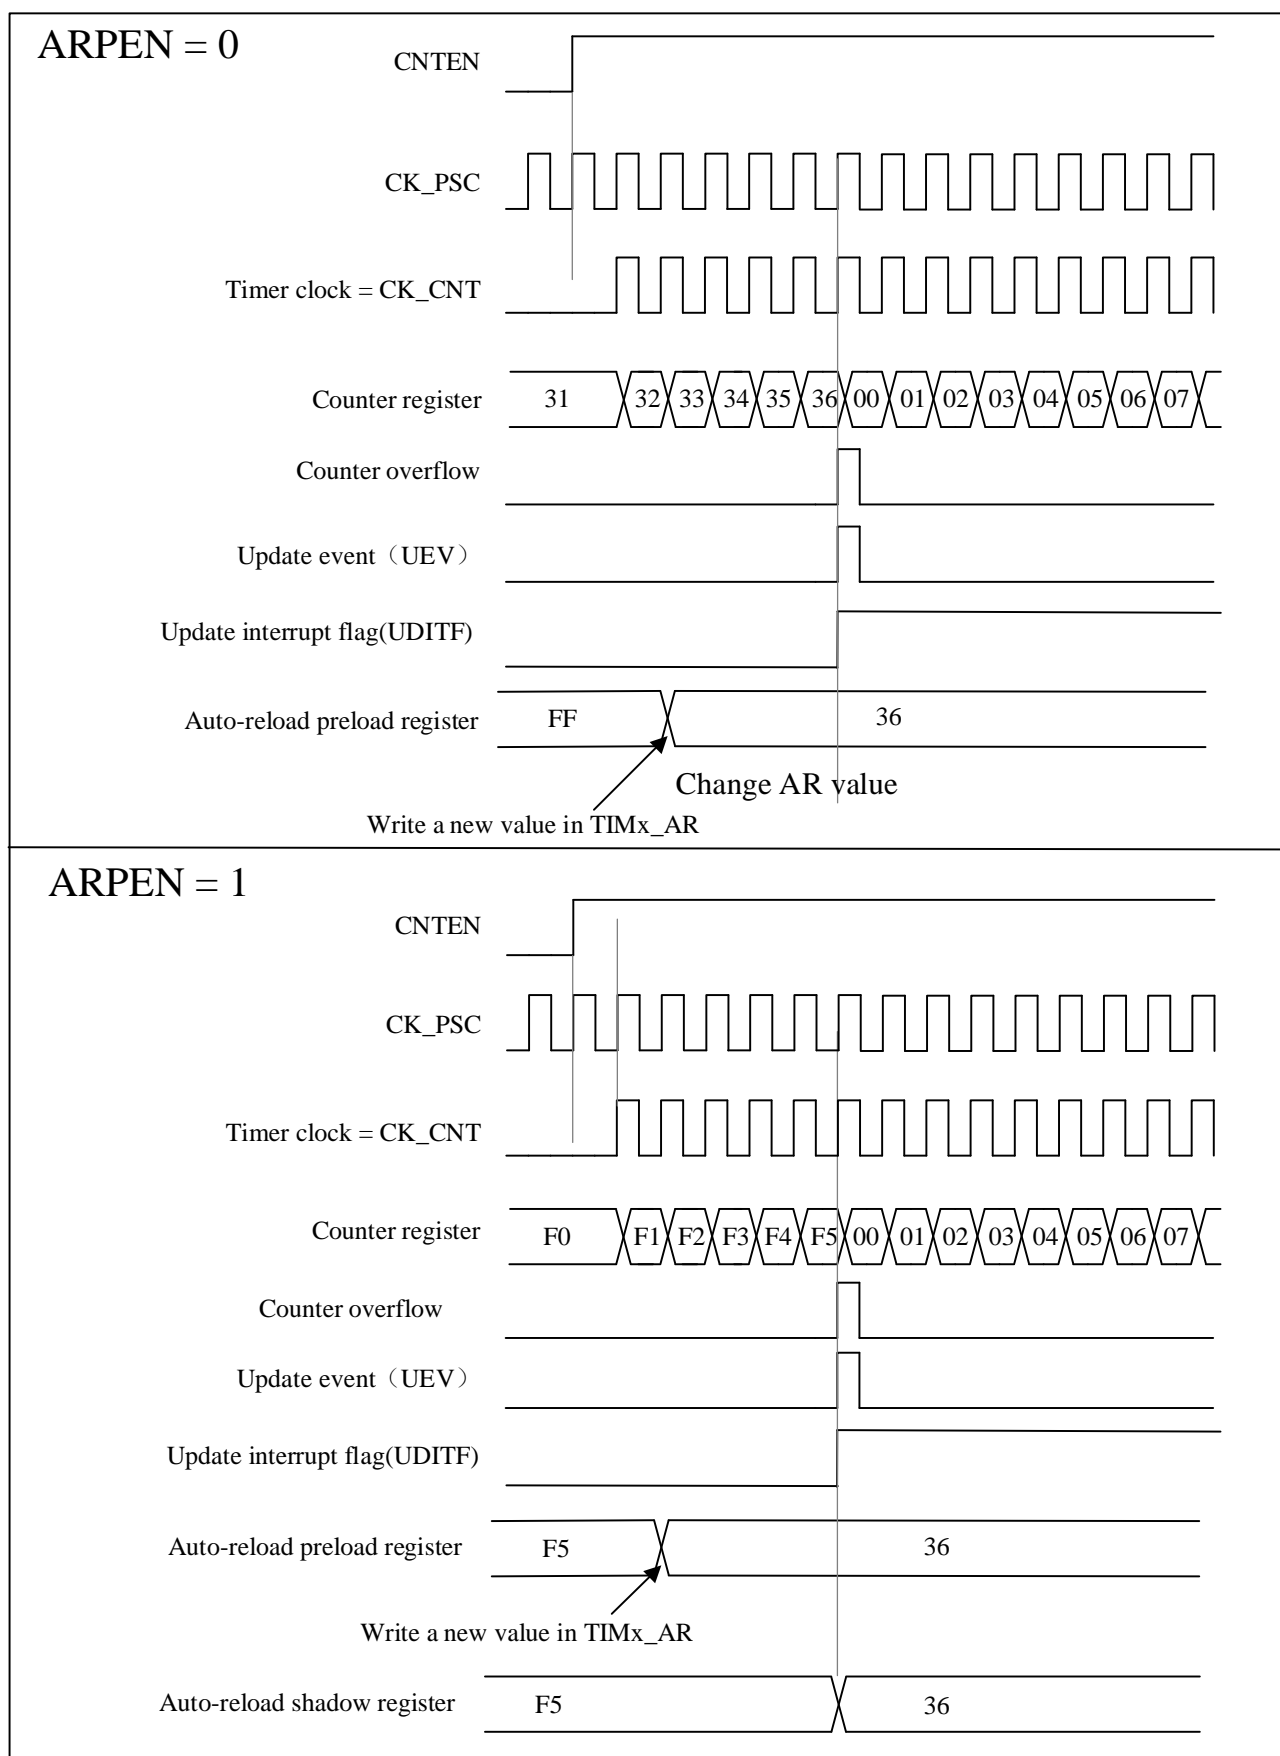 ARPEN = 0
CNTEN
CK_PSC
Timer clock = CK_CNT
Counter register 31 32 33 34 35 36 00 01 02 03 04 05 06 07
Counter overflow
Update event（UEV）
Update interrupt flag(UDITF)
Auto-reload preload register FF 36
Change AR value
Write a new value in TIMx_AR
ARPEN = 1
CNTEN
CK_PSC
Timer clock = CK_CNT
Counter register F0 F1 F2 F3 F4 F5 00 01 02 03 04 05 06 07
Counter overflow
Update event（UEV）
Update interrupt flag(UDITF)
Auto-reload preload register F5 36
Write a new value in TIMx_AR
Auto-reload shadow register F5 36